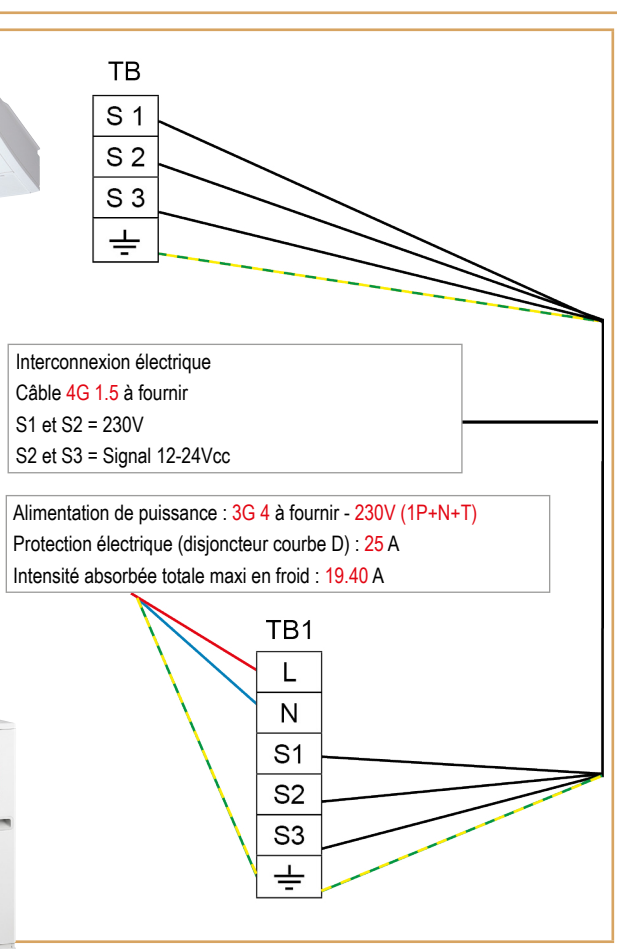 TB
S 1
S 2
S 3
Interconnexion électrique
Câble 4G 1.5 à fournir
S1 et S2 = 230V
S2 et S3 = Signal 12-24Vcc
Alimentation de puissance : 3G 4 à fournir - 230V (1P+N+T)
Protection électrique (disjoncteur courbe D) : 25 A
Intensité absorbée totale maxi en froid : 19.40 A
TB1
L
N
S1
S2
S3